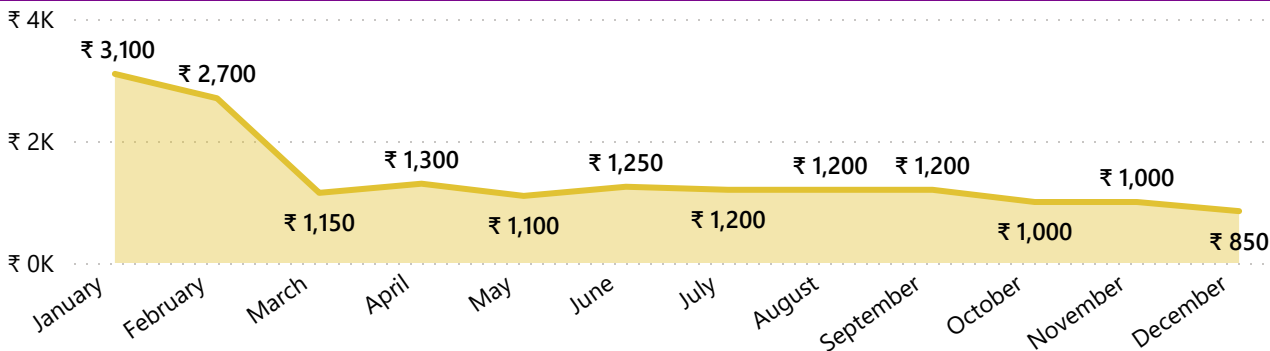 ₹ 4K
₹ 3,100
₹ 2,700
₹ 2K
₹ 1,300
₹ 1,250
₹ 1,200
₹ 1,200
₹ 1,000
₹ 1,150
₹ 1,100
₹ 1,200
₹ 1,000
₹ 850
₹ 0K
January
February
March
April
May
June
July
August
September
October
November
December